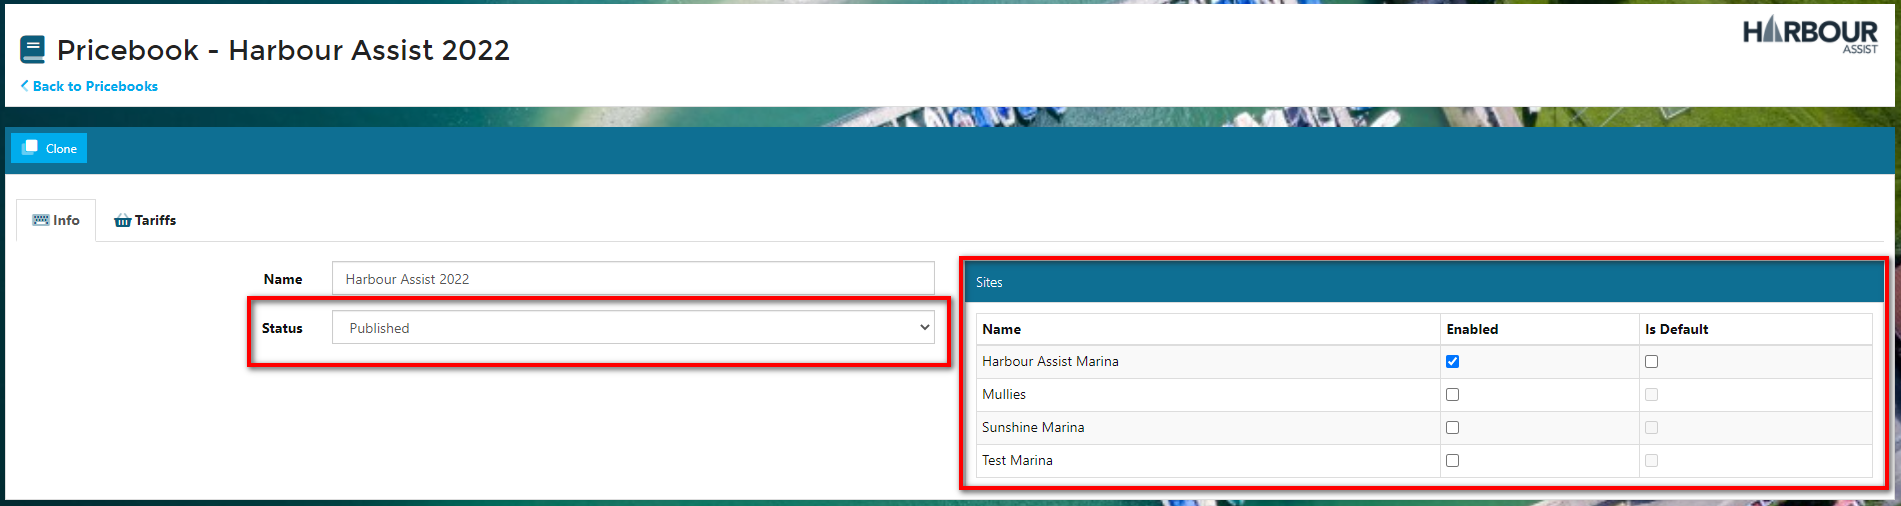 Pricebook - Harbour Assist 2022
HARBOUR
ASSIST
Back to Pricebooks
Clone
Info
Tariffs
Name
Harbour Assist 2022
Status
Published
Sites
Name Enabled Is Default
Harbour Assist Marina
Mullies
Sunshine Marina
Test Marina